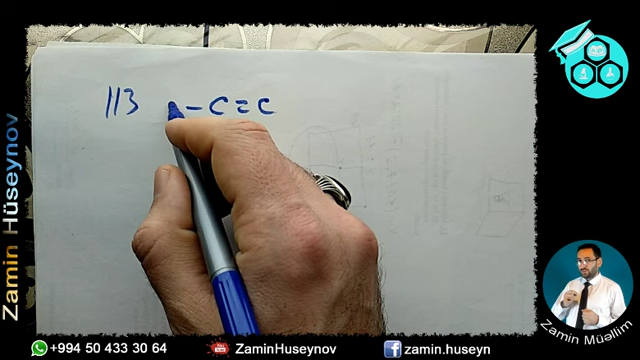 113 - C = C
Zamin Hüseynov
Zamin Müəllim
+994 50 433 30 64
ZaminHuseynov
zamin.huseyn